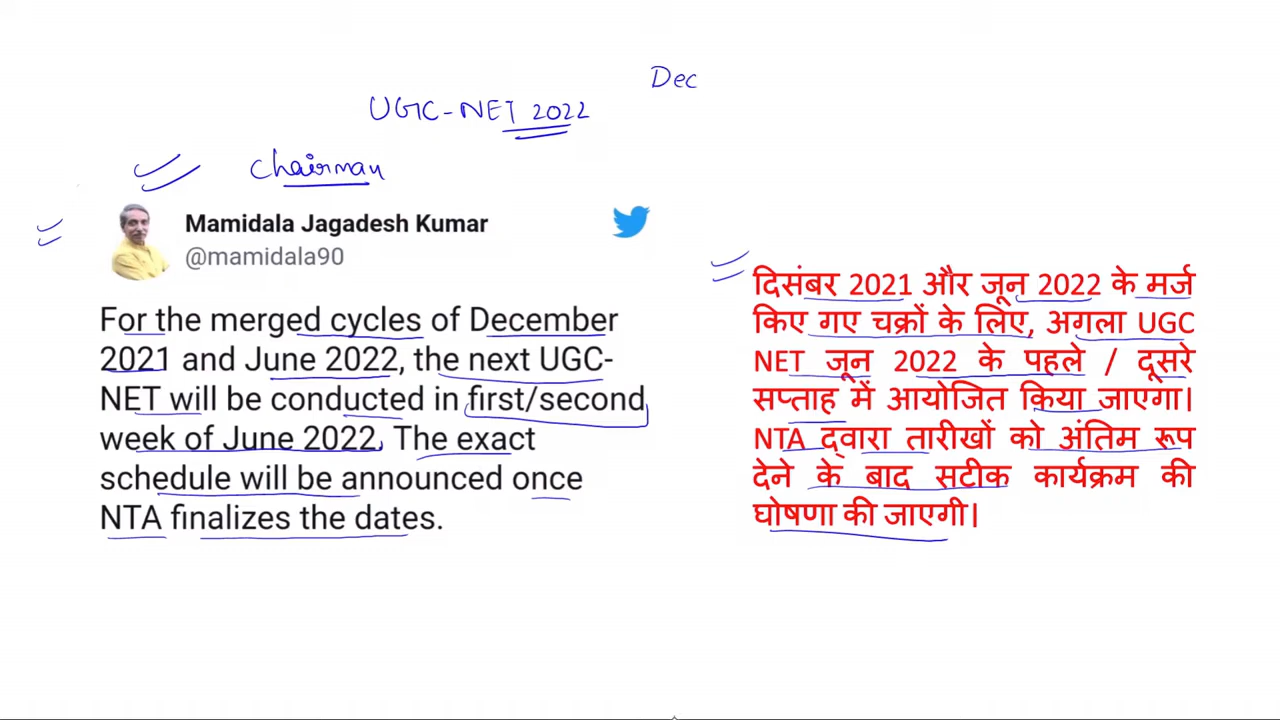 Dec
UGC-NET 2022
Chairman
Mamidala Jagadesh Kumar
@mamidala90
For the merged cycles of December
2021 and June 2022, the next UGC-
NET will be conducted in first/second
week of June 2022. The exact
schedule will be announced once
NTA finalizes the dates.
दिसंबर 2021 और जून 2022 के मर्ज
किए गए चक्रों के लिए, अगला UGC
NET जून 2022 के पहले / दूसरे
सप्ताह में आयोजित किया जाएगा।
NTA द्वारा तारीखों को अंतिम रूप
देने के बाद सटीक कार्यक्रम की
घोषणा की जाएगी।